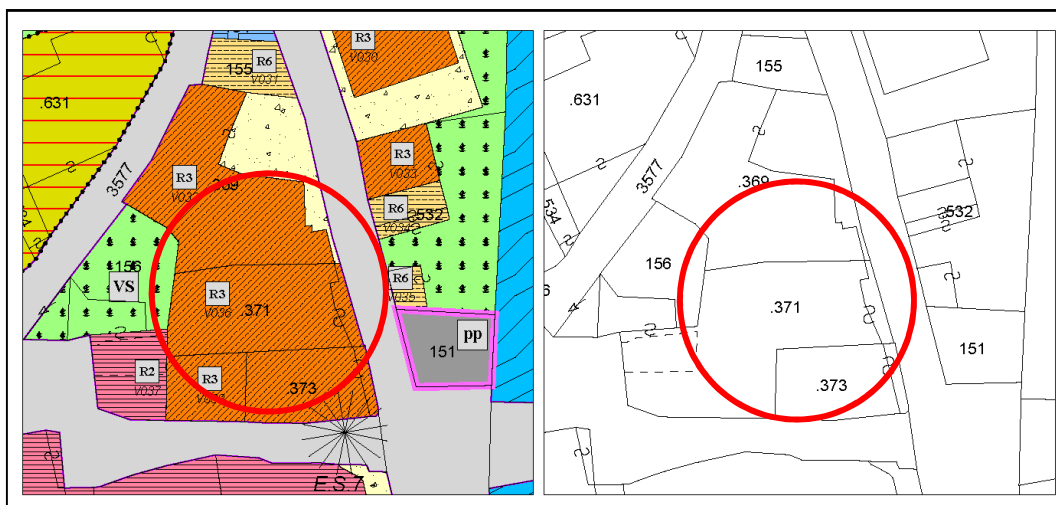 R3
V030
R6
155
V031
.631
R3
V033
3577
R3
.369
R6
.532
156
VS
R6
V035
R3
V036
.371
151
pp
R2
V037
R3
.373
E.S.7
155
.631
3577
.369
534
.532
156
.371
151
.373